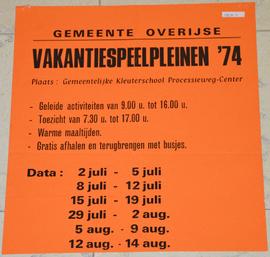 GEMEENTE OVERIJSE
VAKANTIESPEELPLEINEN '74
Plaats : Gemeentelijke Kleuterschool Processieweg-Center
- Geleide activiteiten van 9.00 u. tot 16.00 u.
- Toezicht van 7.30 u. tot 17.00 u.
- Warme maaltijden.
- Gratis afhalen en terugbrengen met busjes.
Data : 2 juli - 5 juli
8 juli - 12 juli
15 juli - 19 juli
29 juli - 2 aug.
5 aug. - 9 aug.
12 aug. - 14 aug.